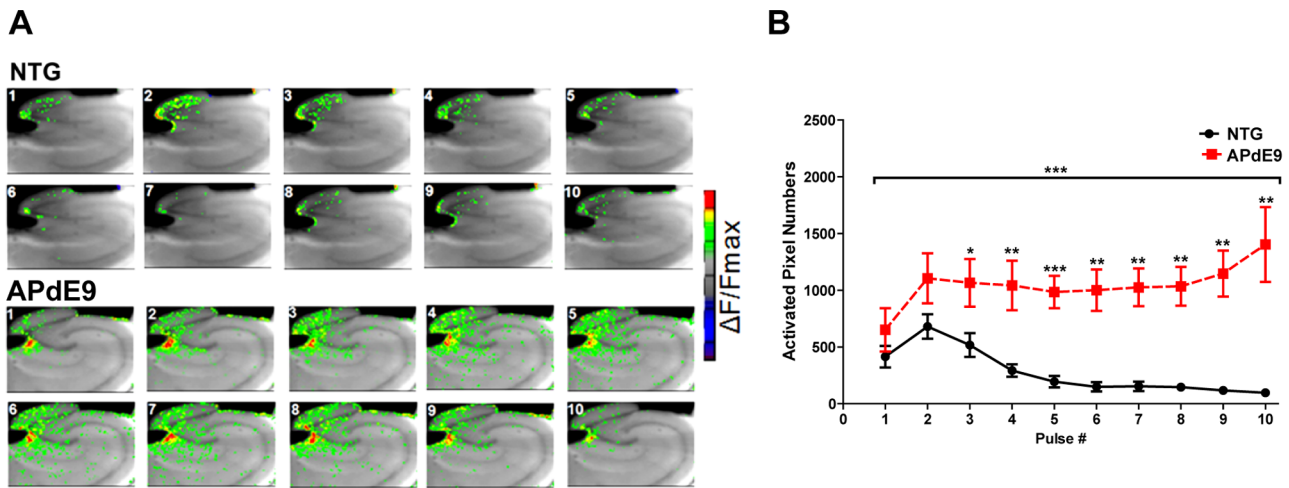 A
NTG
1 2 3 4 5
6 7 8 9 10
APdE9
1 2 3 4 5
6 7 8 9 10
ΔF/Fmax
B
2500
2000
1500
1000
500
0
Activated Pixel Numbers
NTG
APdE9
***
* ** *** ** ** ** ** **
0 1 2 3 4 5 6 7 8 9 10
Pulse #